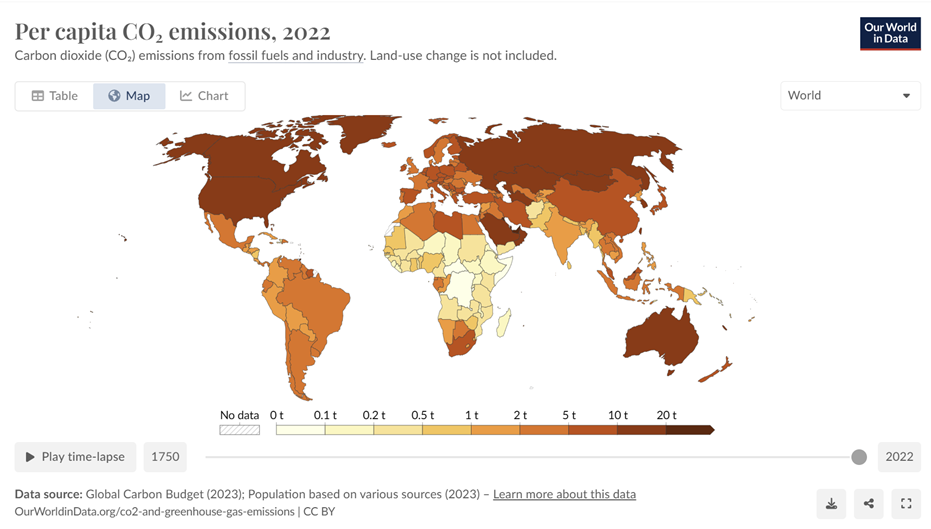 Per capita CO₂ emissions, 2022
Our World
in Data
Carbon dioxide (CO₂) emissions from fossil fuels and industry. Land-use change is not included.
Table Map Chart
World
No data 0 t 0.1 t 0.2 t 0.5 t 1 t 2 t 5 t 10 t 20 t
Play time-lapse 1750 2022
Data source: Global Carbon Budget (2023); Population based on various sources (2023) – Learn more about this data
OurWorldinData.org/co2-and-greenhouse-gas-emissions | CC BY